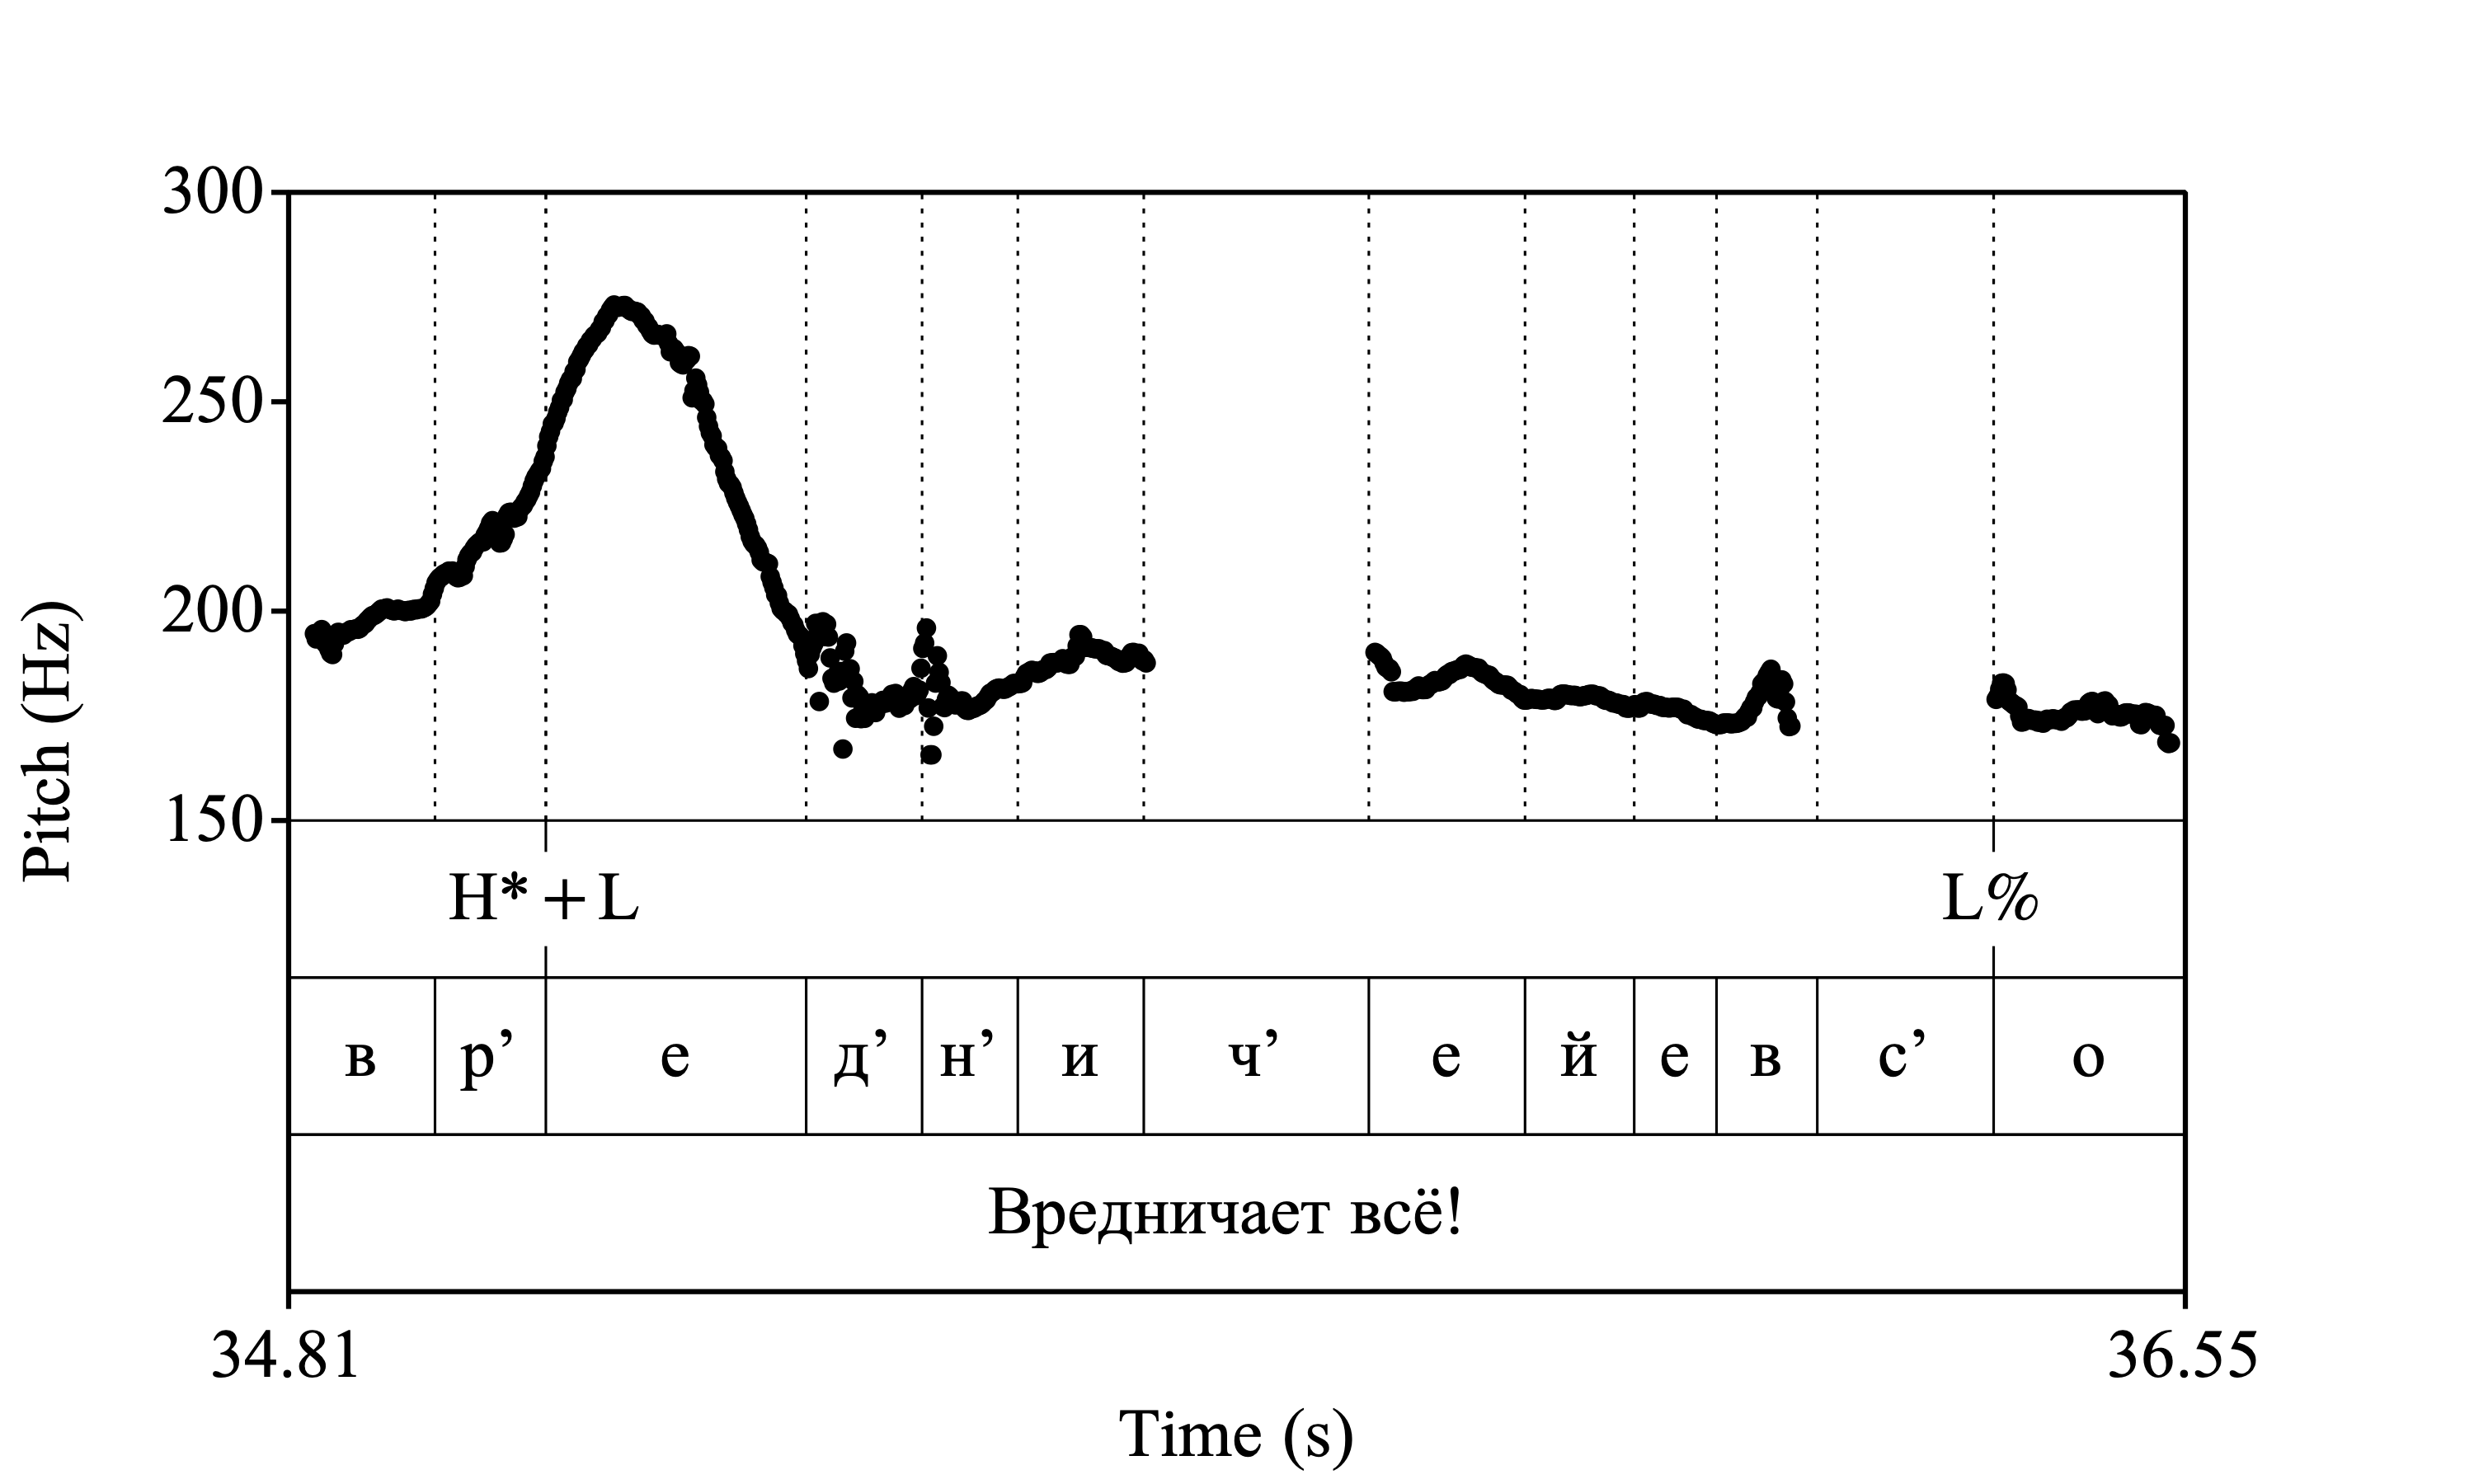 300
250
200
150
Pitch (Hz)
H*+L L%
в р’ е д’ н’ и ч’ е й е в с’ о
Вредничает всё!
34.81 36.55
Time (s)